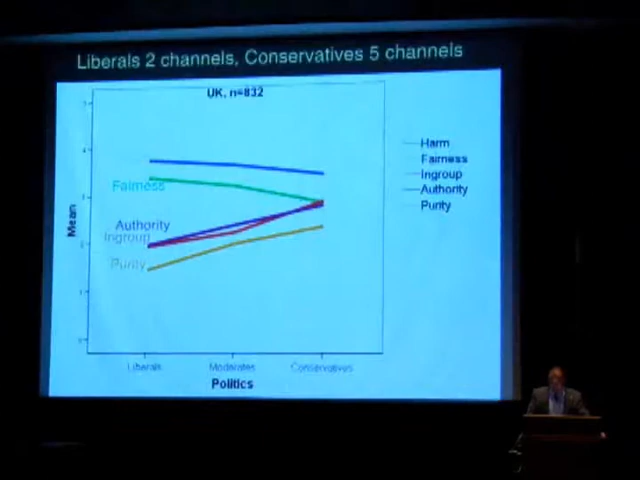 Liberals 2 channels, Conservatives 5 channels
UK, n=832
Harm
Fairness
Ingroup
Authority
Purity
Fairness
Authority
Ingroup
Purity
Mean
Liberals Moderates Conservatives
Politics